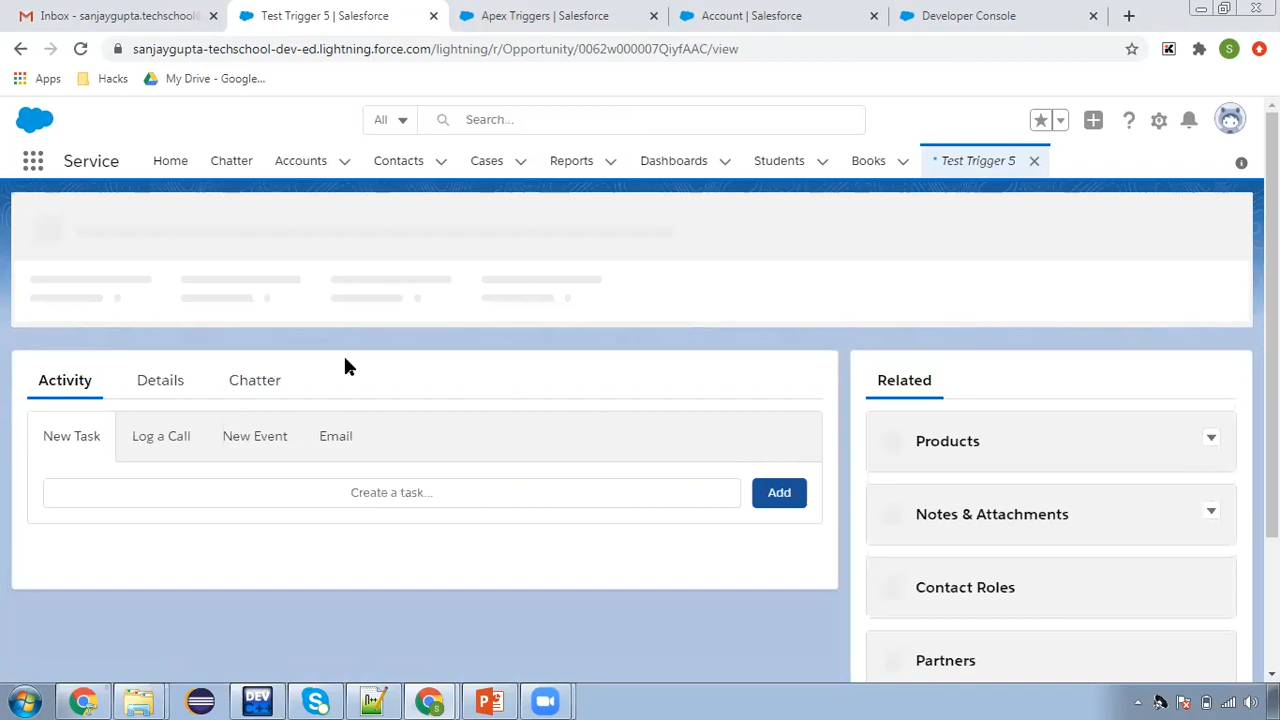 Inbox - sanjaygupta.techschool@
Test Trigger 5 | Salesforce
Apex Triggers | Salesforce
Account | Salesforce
Developer Console
sanjaygupta-techschool-dev-ed.lightning.force.com/lightning/r/Opportunity/0062w000007QiyfAAC/view
S
Apps
Hacks
My Drive - Google...
All
Search...
Service
Home
Chatter
Accounts
Contacts
Cases
Reports
Dashboards
Students
Books
* Test Trigger 5
Activity
Details
Chatter
Related
New Task
Log a Call
New Event
Email
Create a task...
Add
Products
Notes & Attachments
Contact Roles
Partners
DEV
C++